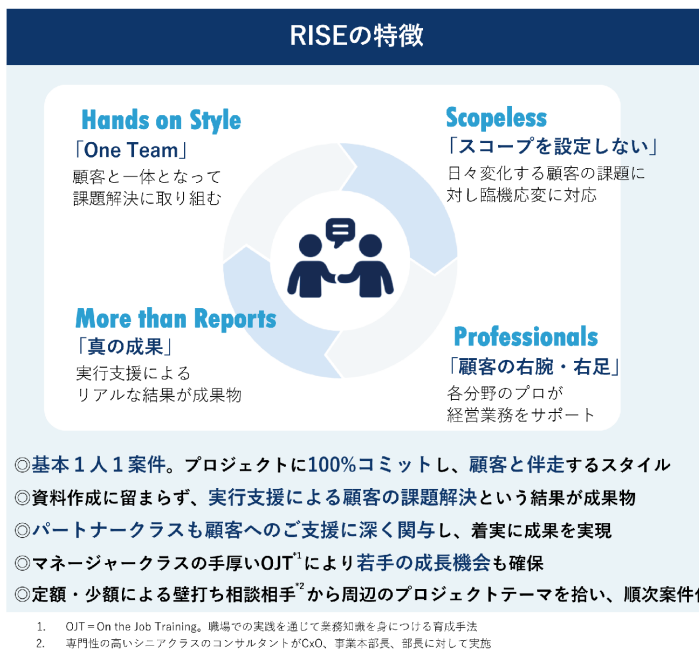 RISEの特徴
Hands on Style
「One Team」
顧客と一体となって
課題解決に取り組む
Scopeless
「スコープを設定しない」
日々変化する顧客の課題に
対し臨機応変に対応
More than Reports
「真の成果」
実行支援による
リアルな結果が成果物
Professionals
「顧客の右腕・右足」
各分野のプロが
経営業務をサポート
◎基本１人１案件。プロジェクトに100%コミットし、顧客と伴走するスタイル
◎資料作成に留まらず、実行支援による顧客の課題解決という結果が成果物
◎パートナークラスも顧客へのご支援に深く関与し、着実に成果を実現
◎マネージャークラスの手厚いOJT*1により若手の成長機会も確保
◎定額・少額による壁打ち相談相手*2から周辺のプロジェクトテーマを拾い、順次案件
1. OJT＝On the Job Training。職場での実践を通じて業務知識を身につける育成手法
2. 専門性の高いシニアクラスのコンサルタントがCxO、事業本部長、部長に対して実施